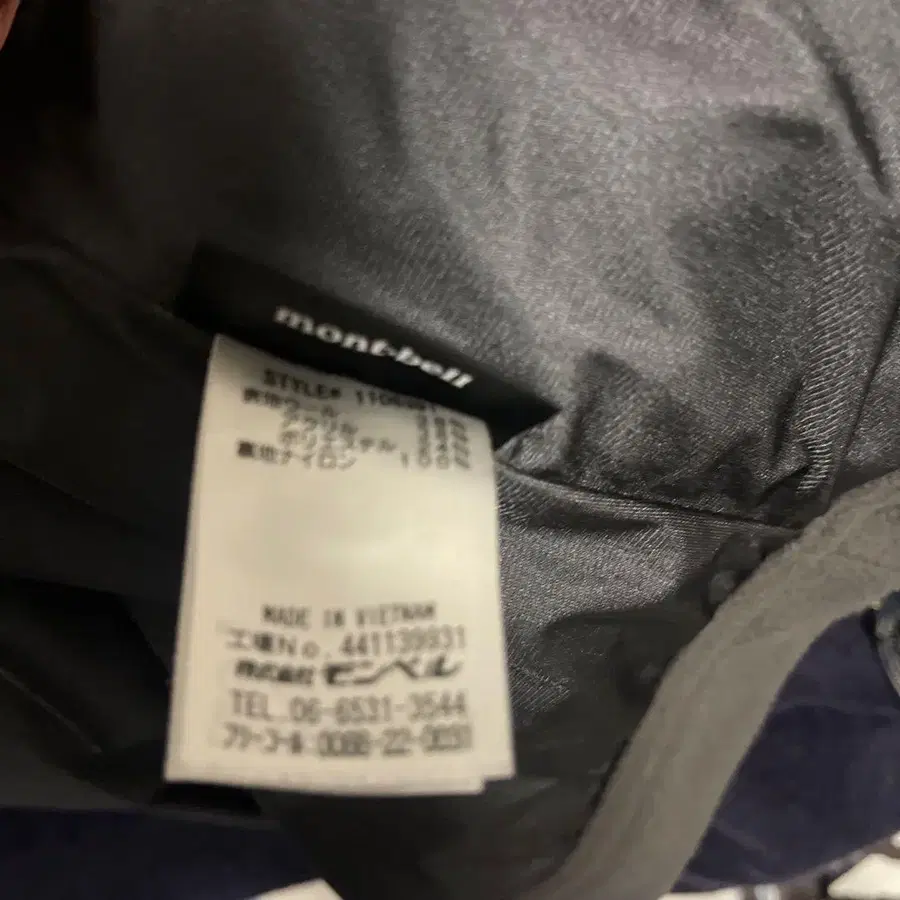 mont-bell
STYLE#
表地ウール
アクリル
ポリエステル
裏地ナイロン 100%
MADE IN VIETNAM
工場No. 441139931
株式会社モンベル
TEL.06-6531-3544
フリーコール:0088-22-0031